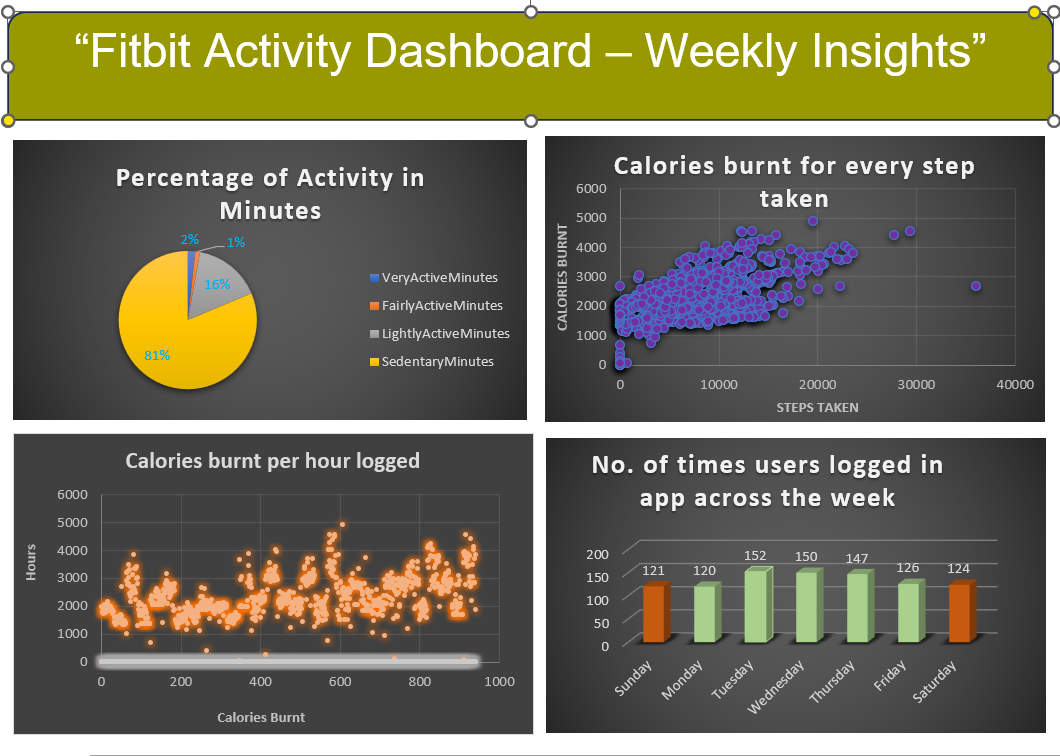 “Fitbit Activity Dashboard – Weekly Insights”
Percentage of Activity in
Minutes
2%
1%
16%
81%
VeryActiveMinutes
FairlyActiveMinutes
LightlyActiveMinutes
SedentaryMinutes
Calories burnt for every step
taken
CALORIES BURNT
6000
5000
4000
3000
2000
1000
0
0 10000 20000 30000 40000
STEPS TAKEN
Calories burnt per hour logged
Hours
6000
5000
4000
3000
2000
1000
0
0 200 400 600 800 1000
Calories Burnt
No. of times users logged in
app across the week
200
150
100
50
0
121 120 152 150 147 126 124
Sunday Monday Tuesday Wednesday Thursday Friday Saturday